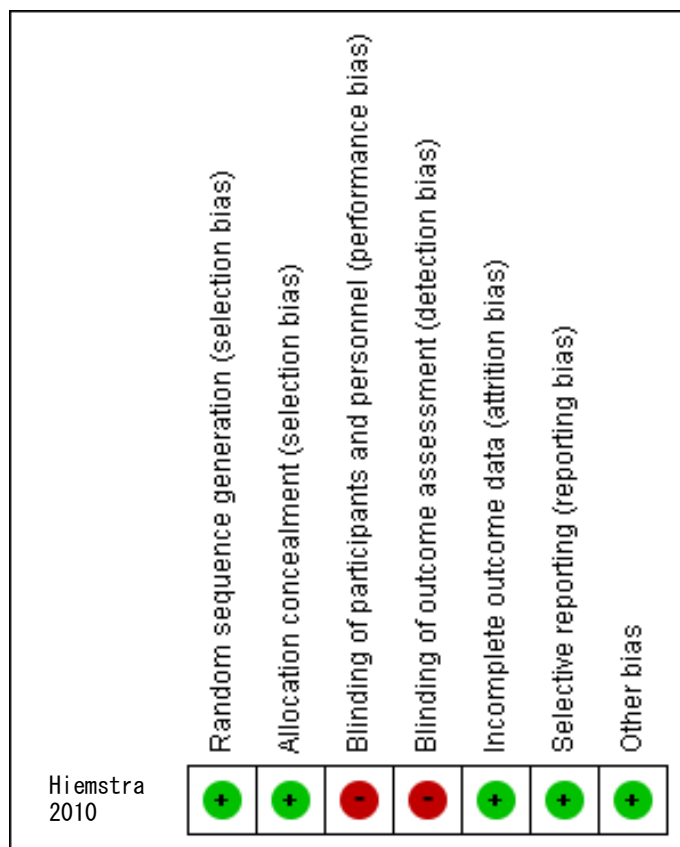 Random sequence generation (selection bias)
Allocation concealment (selection bias)
Blinding of participants and personnel (performance bias)
Blinding of outcome assessment (detection bias)
Incomplete outcome data (attrition bias)
Selective reporting (reporting bias)
Other bias
Hiemstra
2010
+ + - - + + +